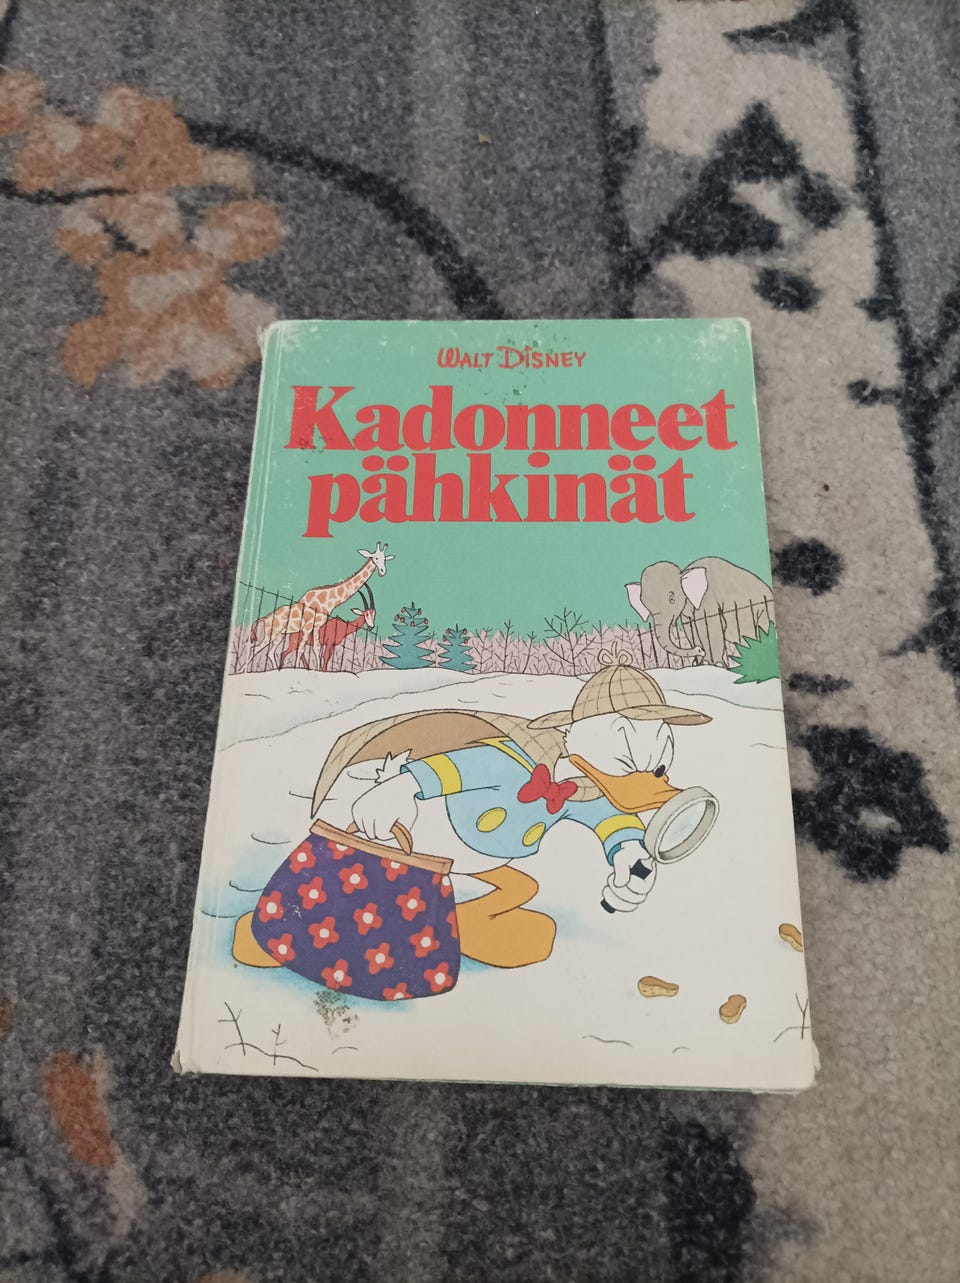 WALT DISNEY
Kadonneet
pähkinät